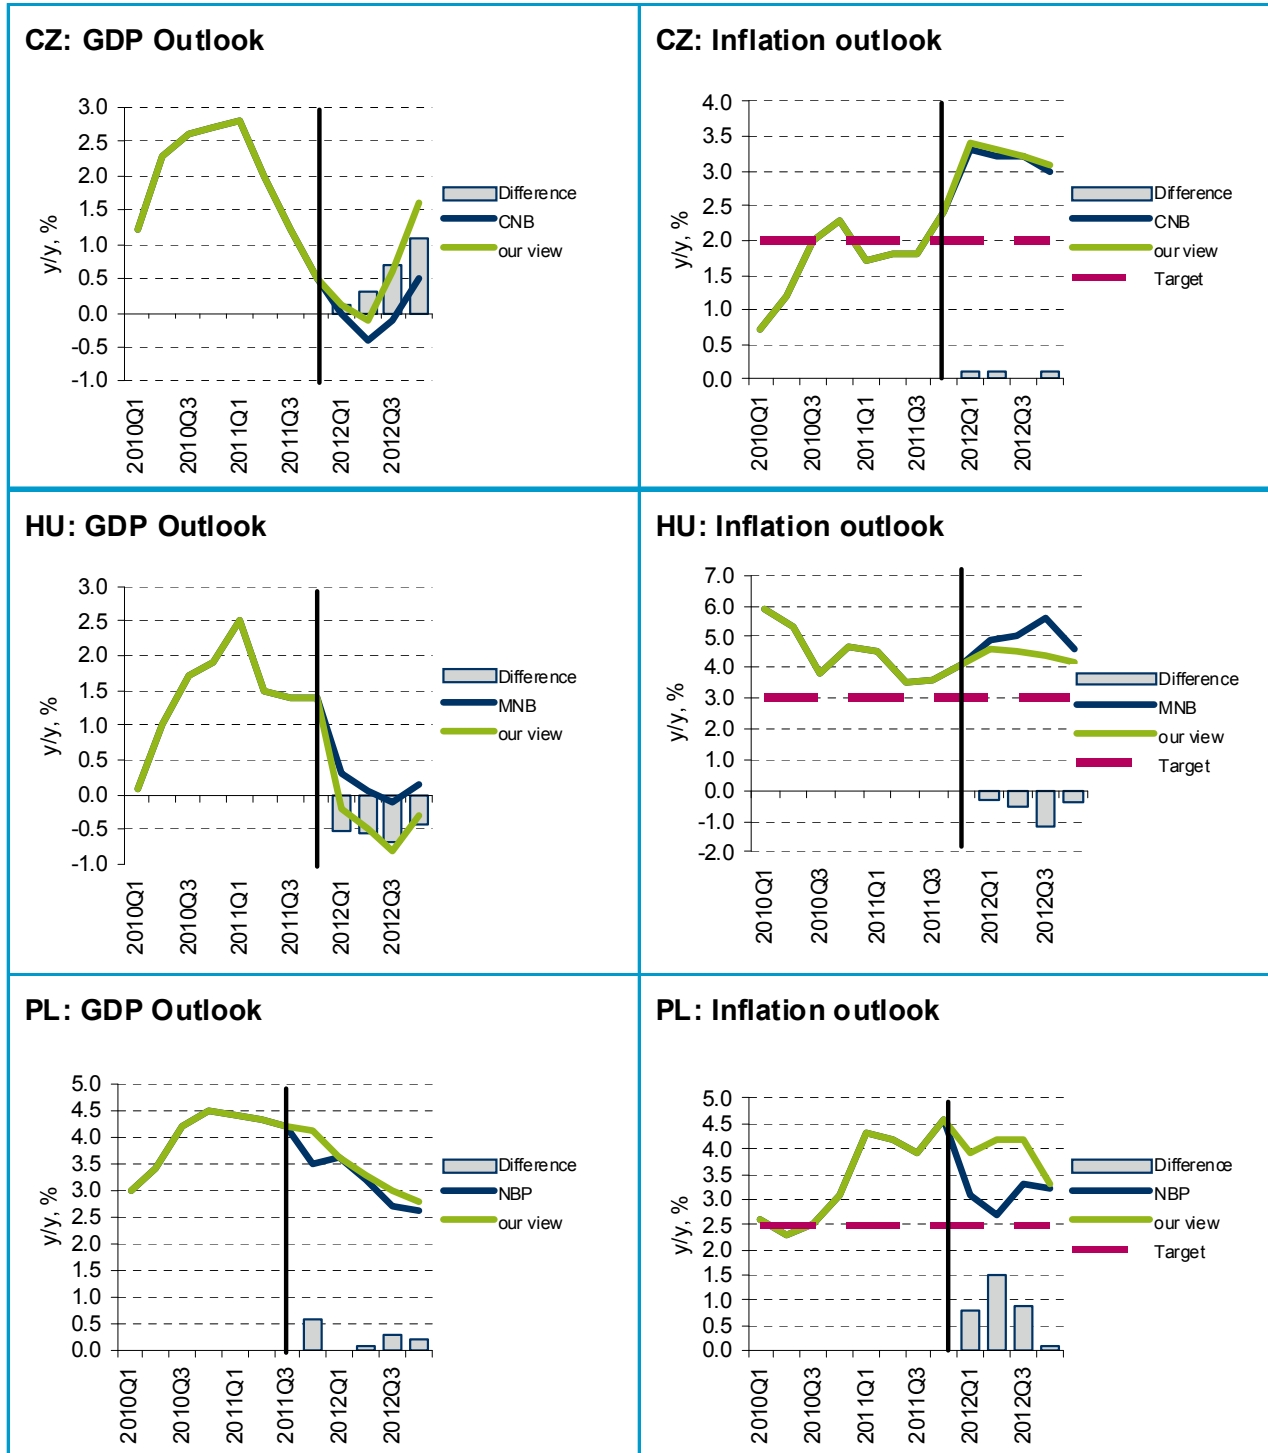 CZ: GDP Outlook
y/y, %
3.0
2.5
2.0
1.5
1.0
0.5
0.0
-0.5
-1.0
2010Q1
2010Q3
2011Q1
2011Q3
2012Q1
2012Q3
Difference
CNB
our view
CZ: Inflation outlook
y/y, %
4.0
3.5
3.0
2.5
2.0
1.5
1.0
0.5
0.0
2010Q1
2010Q3
2011Q1
2011Q3
2012Q1
2012Q3
Difference
CNB
our view
Target
HU: GDP Outlook
y/y, %
3.0
2.5
2.0
1.5
1.0
0.5
0.0
-0.5
-1.0
2010Q1
2010Q3
2011Q1
2011Q3
2012Q1
2012Q3
Difference
MNB
our view
HU: Inflation outlook
y/y, %
7.0
6.0
5.0
4.0
3.0
2.0
1.0
0.0
-1.0
-2.0
2010Q1
2010Q3
2011Q1
2011Q3
2012Q1
2012Q3
Difference
MNB
our view
Target
PL: GDP Outlook
y/y, %
5.0
4.5
4.0
3.5
3.0
2.5
2.0
1.5
1.0
0.5
0.0
2010Q1
2010Q3
2011Q1
2011Q3
2012Q1
2012Q3
Difference
NBP
our view
PL: Inflation outlook
y/y, %
5.0
4.5
4.0
3.5
3.0
2.5
2.0
1.5
1.0
0.5
0.0
2010Q1
2010Q3
2011Q1
2011Q3
2012Q1
2012Q3
Difference
NBP
our view
Target